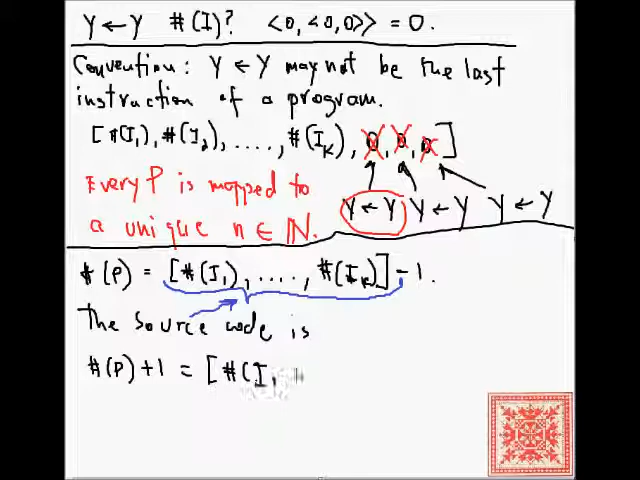 Y ← Y #(I)? <0, <0, 0>> = 0.
Convention: Y ← Y may not be the last
instruction of a program.
[#(I₁), #(I₂), ...., #(Iₖ), 0, 0, 0]
Every P is mapped to
a unique n ∈ ℕ.
Y ← Y Y ← Y Y ← Y
#(P) = [#(I₁), ...., #(Iₖ)] - 1.
The source code is
#(P) + 1 = [#(I,